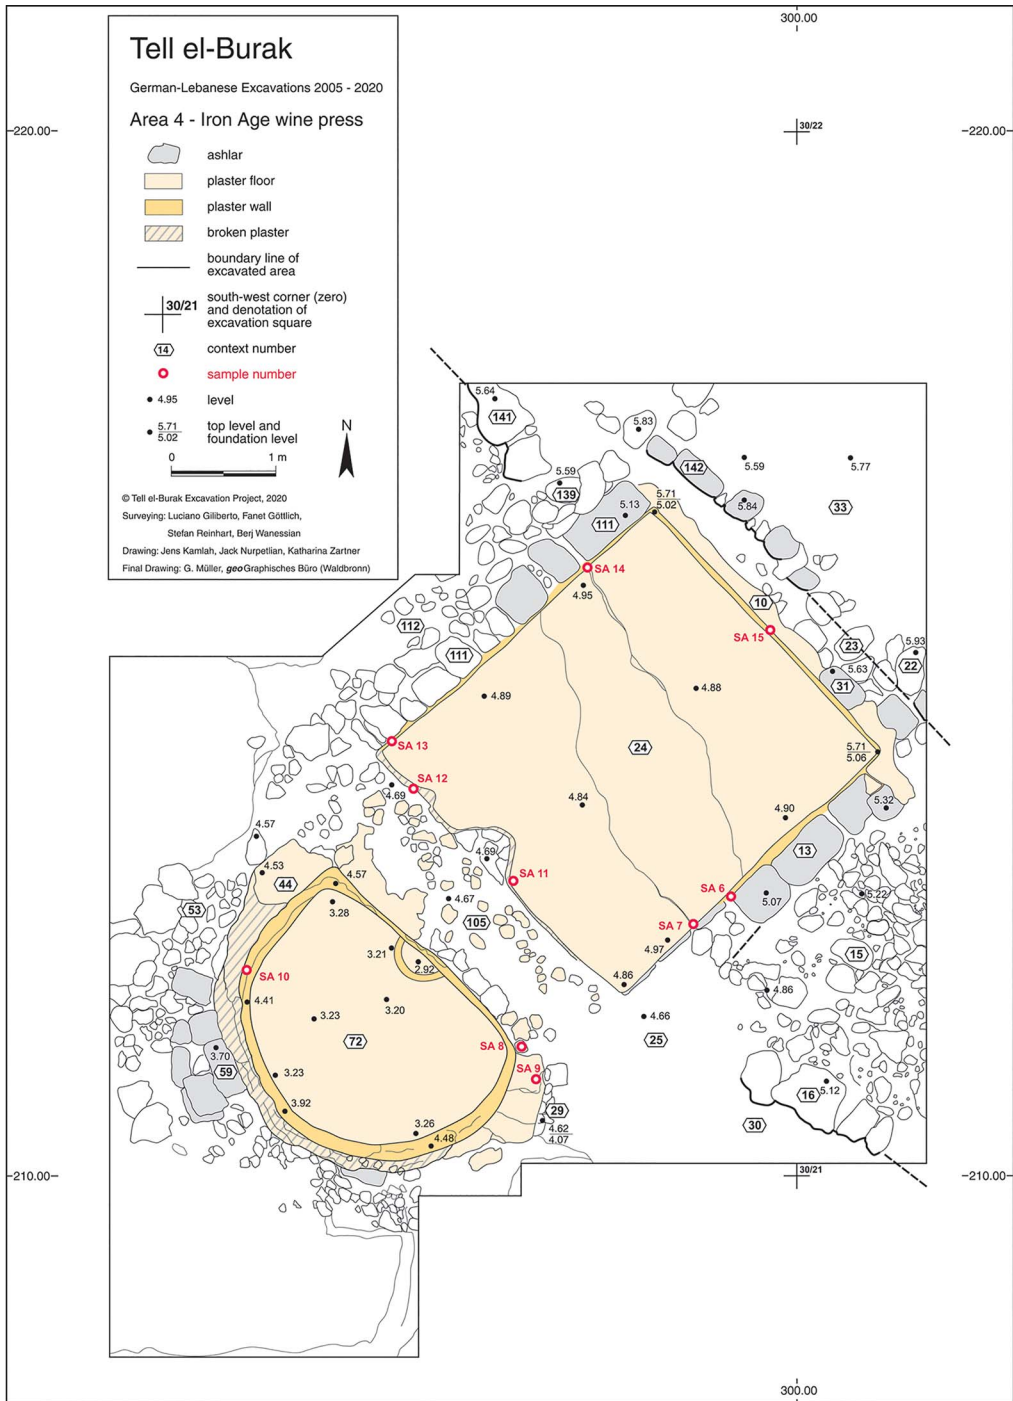 300.00
Tell el-Burak
German-Lebanese Excavations 2005 - 2020
Area 4 - Iron Age wine press
ashlar
plaster floor
plaster wall
broken plaster
boundary line of
excavated area
30/21
south-west corner (zero)
and denotation of
excavation square
14 context number
sample number
4.95 level
5.71
5.02
top level and
foundation level
N
0 1 m
© Tell el-Burak Excavation Project, 2020
Surveying: Luciano Giliberto, Fanet Göttlich,
Stefan Reinhart, Berj Wanessian
Drawing: Jens Kamlah, Jack Nurpetlian, Katharina Zartner
Final Drawing: G. Müller, geoGraphisches Büro (Waldbronn)
220.00
30/22
220.00
5.64
141
5.83
142
5.59
5.77
5.59
139
5.84
33
5.13
111
5.71
5.02
SA 14
4.95
10
112
SA 15
23
5.93
22
111
5.63
31
4.89
4.88
SA 13
24
5.71
5.06
SA 12
4.69
4.84
4.90
5.32
4.57
13
4.69
4.53
44
4.57
SA 11
SA 6
5.07
5.22
53
3.28
4.67
105
SA 7
4.97
15
3.21
2.92
SA 10
4.86
4.86
4.41
3.20
3.23
4.66
72
SA 8
25
3.70
59
3.23
SA 9
16
5.12
3.92
29
30
3.26
4.48
4.62
4.07
210.00
30/21
210.00
300.00